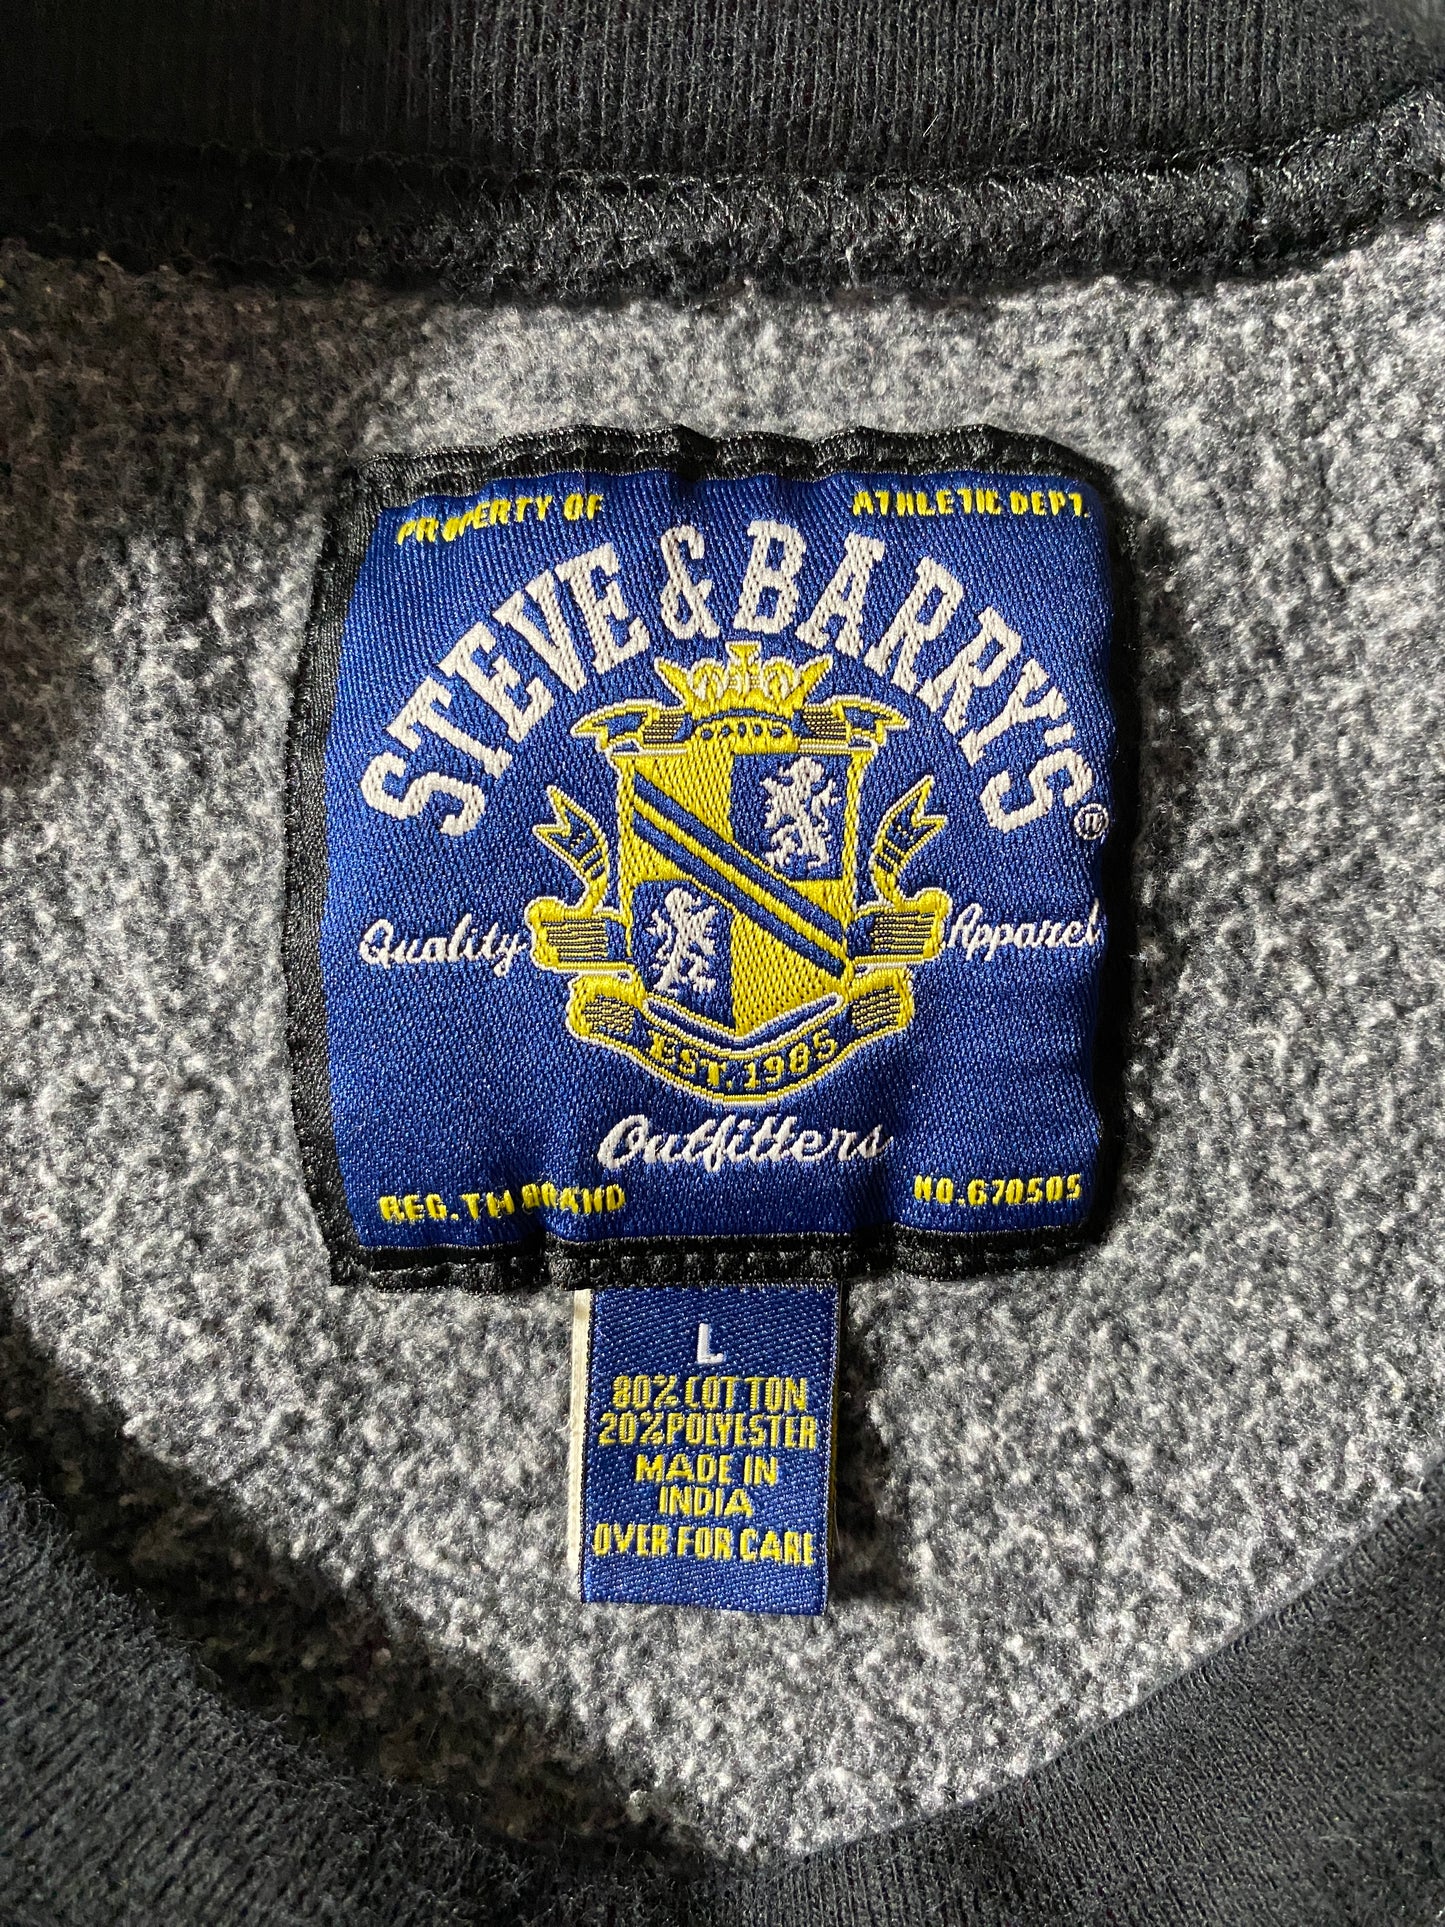 PROPERTY OF ATHLETIC DEPT.
STEVE & BARRY'S®
Quality Apparel
EST. 1985
Outfitters
REG. TM BRAND NO. 670505
L
80% COTTON
20% POLYESTER
MADE IN
INDIA
OVER FOR CARE